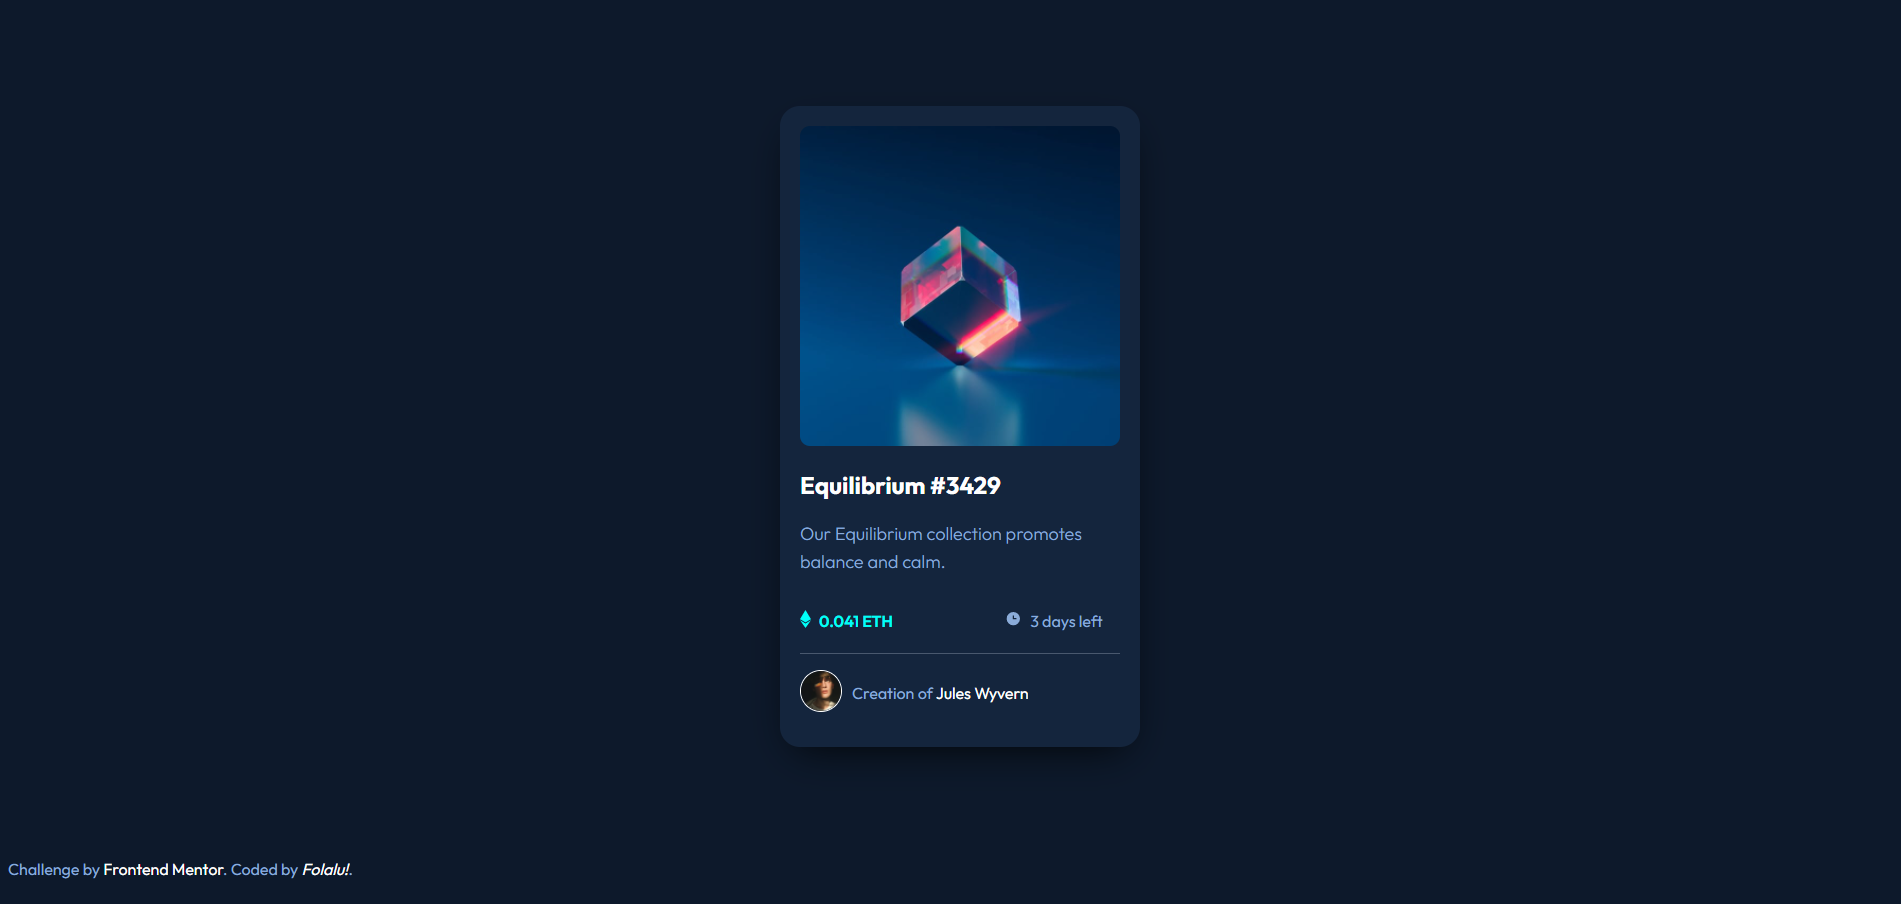 Equilibrium #3429
Our Equilibrium collection promotes
balance and calm.
0.041 ETH
3 days left
Creation of Jules Wyvern
Challenge by Frontend Mentor. Coded by Folalu!.